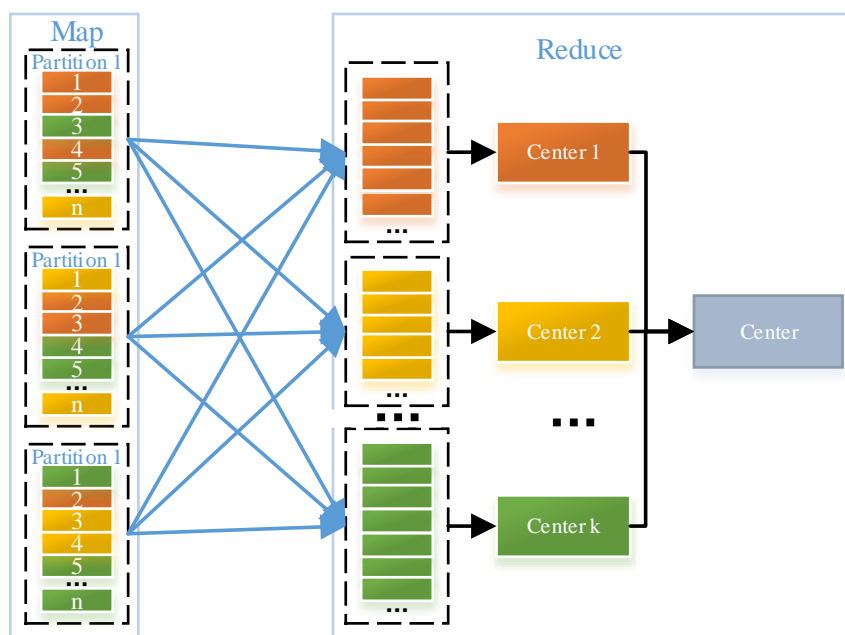 Map
Partition 1
1
2
3
4
5
...
n
Partition 1
1
2
3
4
5
...
n
Partition 1
1
2
3
4
5
...
n
Reduce
...
Center 1
...
Center 2
...
...
...
Center k
Center